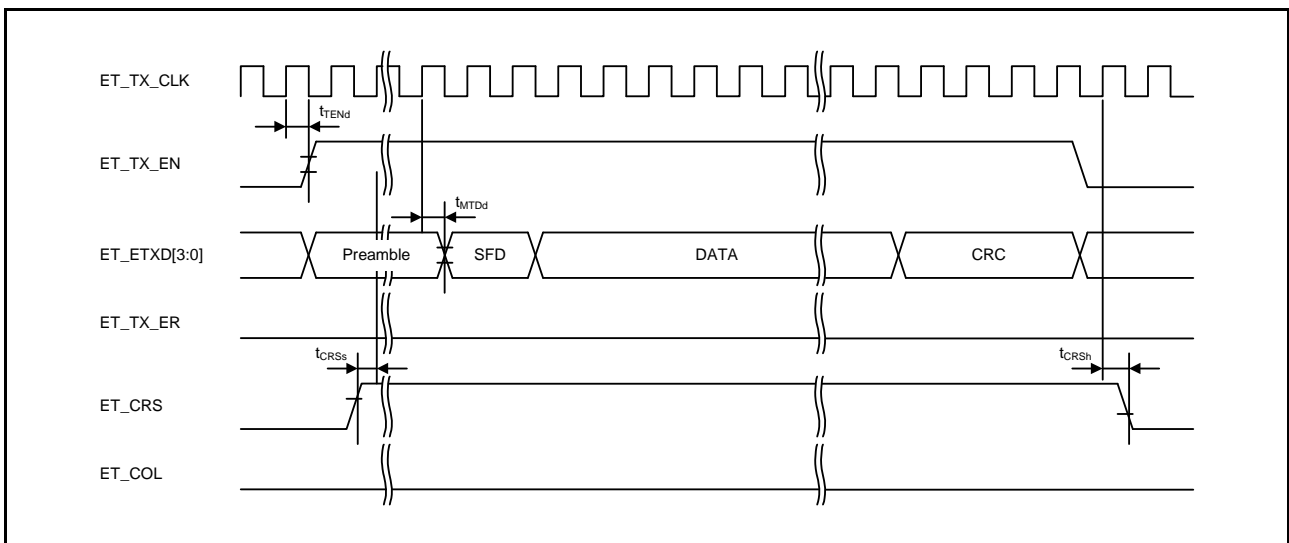 ET_TX_CLK
tTENd
ET_TX_EN
tMTDd
ET_ETXD[3:0]
Preamble
SFD
DATA
CRC
ET_TX_ER
tCRSs
tCRSh
ET_CRS
ET_COL